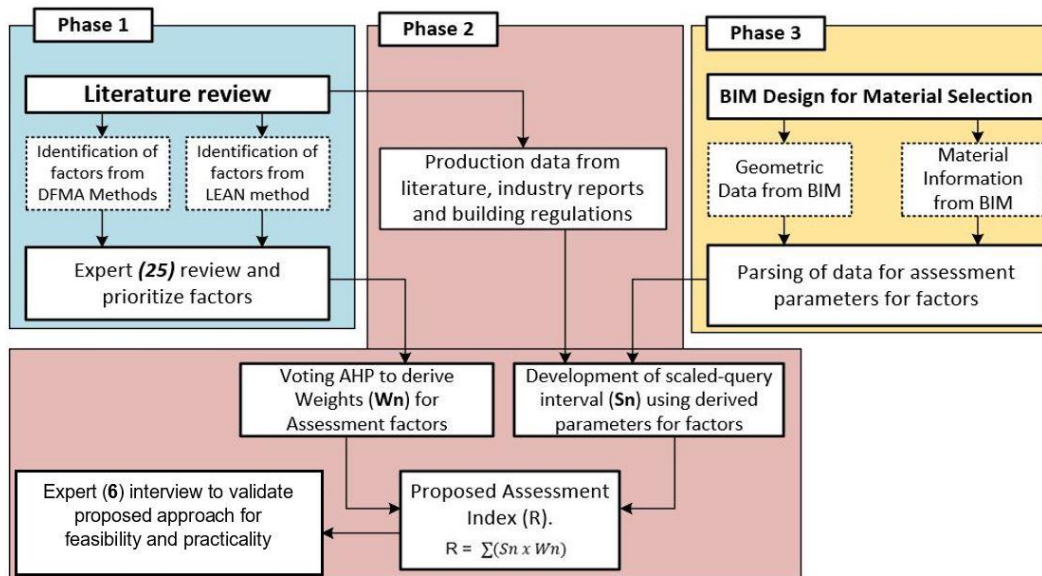 Phase 1
Literature review
Identification of
factors from
DFMA Methods
Identification of
factors from
LEAN method
Expert (25) review and
prioritize factors
Phase 2
Production data from
literature, industry reports
and building regulations
Phase 3
BIM Design for Material Selection
Geometric
Data from BIM
Material
Information
from BIM
Parsing of data for assessment
parameters for factors
Voting AHP to derive
Weights (Wn) for
Assessment factors
Development of scaled-query
interval (Sn) using derived
parameters for factors
Expert (6) interview to validate
proposed approach for
feasibility and practicality
Proposed Assessment
Index (R).
R = ∑(Sn x Wn)